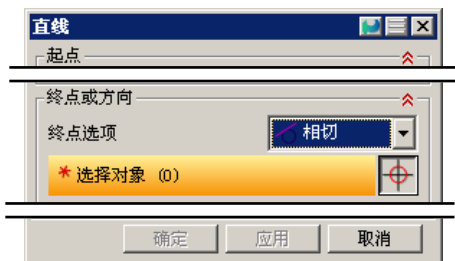 直线
起点
终点或方向
终点选项 相切
* 选择对象 (0)
确定 应用 取消